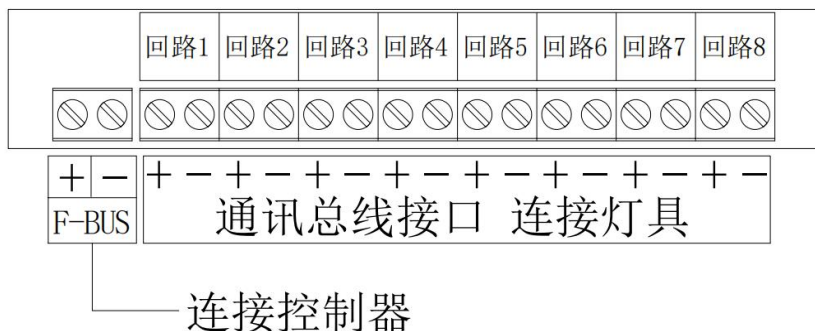 回路1 回路2 回路3 回路4 回路5 回路6 回路7 回路8
+ - + - + - + - + - + - + - + - + -
F-BUS 通讯总线接口 连接灯具
连接控制器